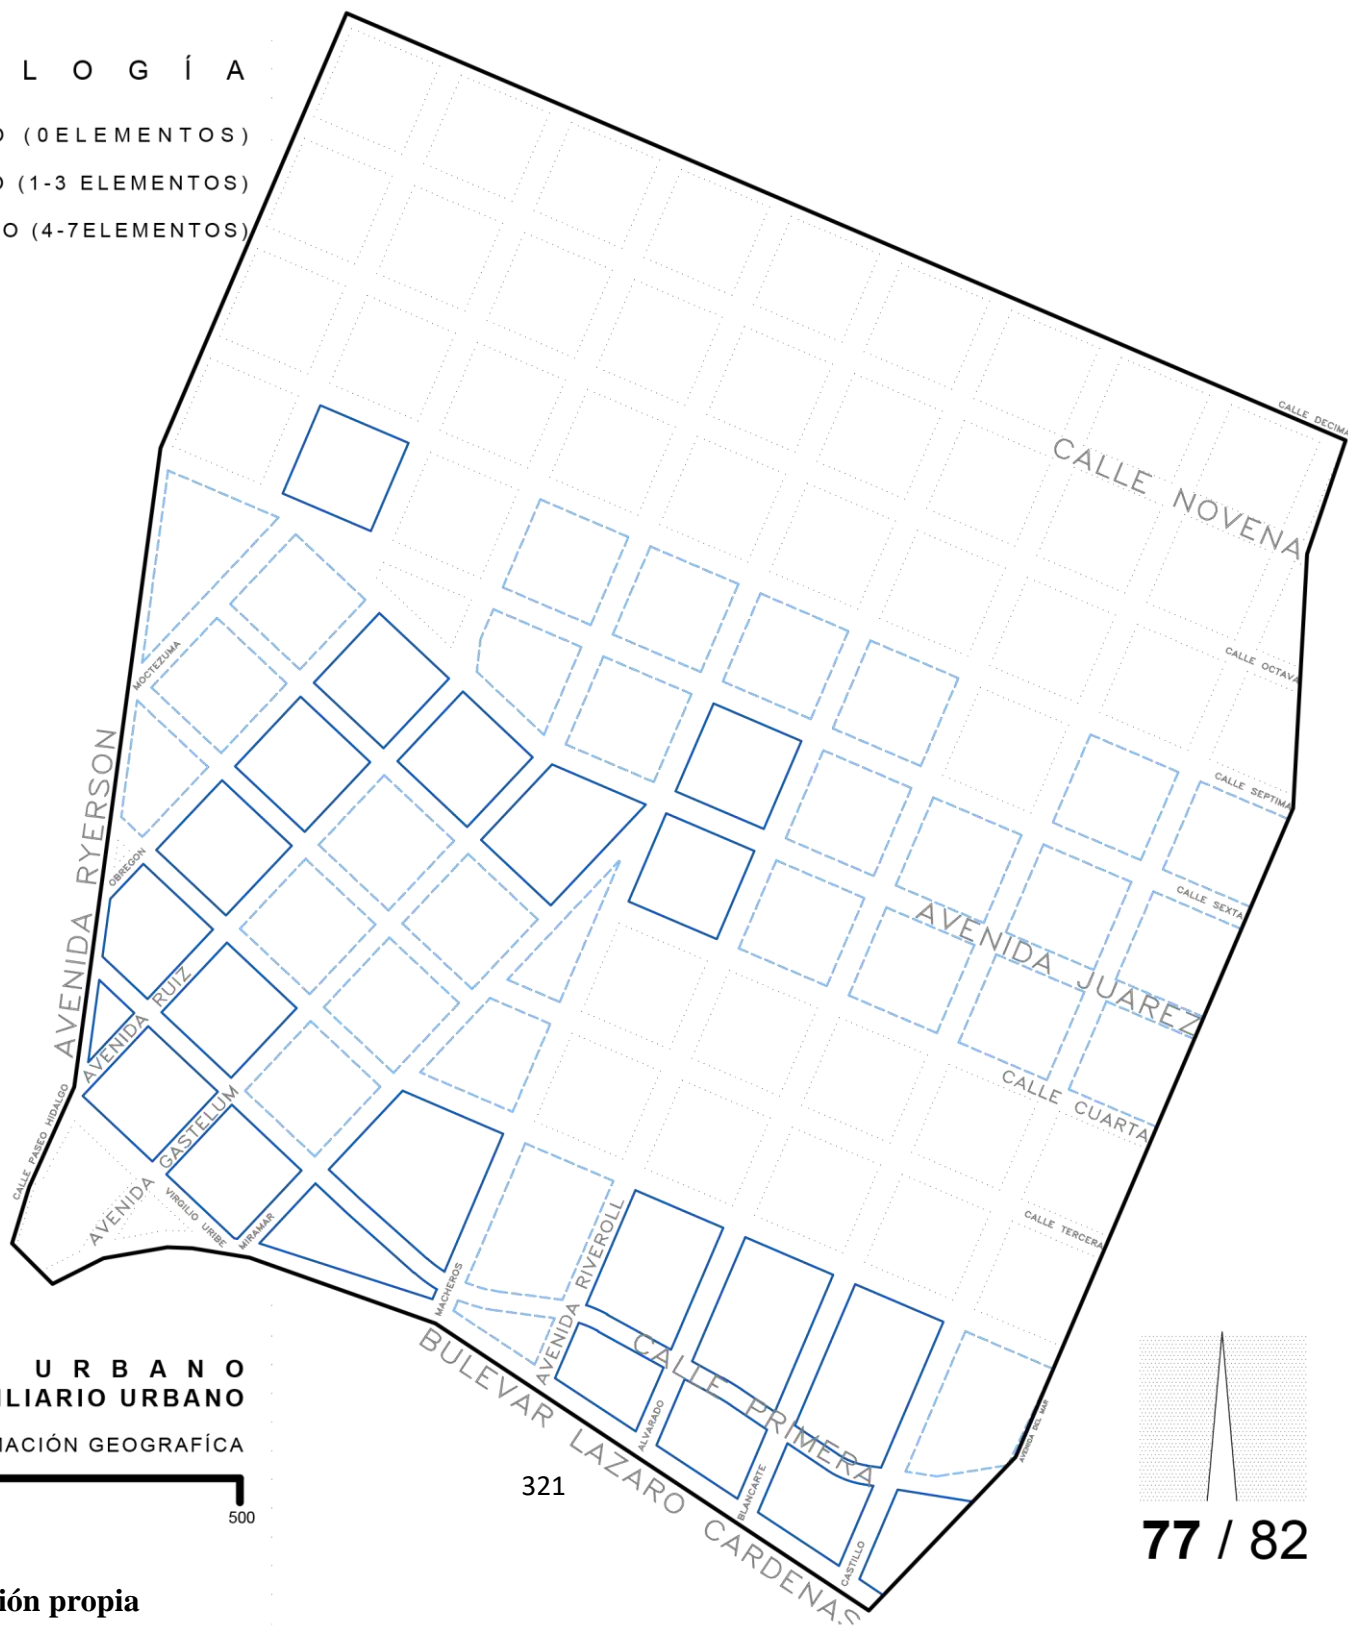 L O G Í A
O (0ELEMENTOS)
O (1-3 ELEMENTOS)
O (4-7ELEMENTOS)
CALLE DECIMA
CALLE NOVENA
CALLE OCTAVA
CALLE SEPTIMA
CALLE SEXTA
AVENIDA JUAREZ
CALLE CUARTA
CALLE TERCERA
MOCTEZUMA
AVENIDA RYERSON
OBREGON
AVENIDA RUIZ
CALLE PASEO HIDALGO
AVENIDA GASTELUM
VIRGILIO URIBE
MIRAMAR
MACHEROS
AVENIDA RIVEROLL
CALLE PRIMERA
ALVARADO
BLANCARTE
CASTILLO
AVENIDA DEL MAR
BULEVAR LAZARO CARDENAS
URBANO
ILIARIO URBANO
MACIÓN GEOGRAFÍCA
500
321
77 / 82
ión propia